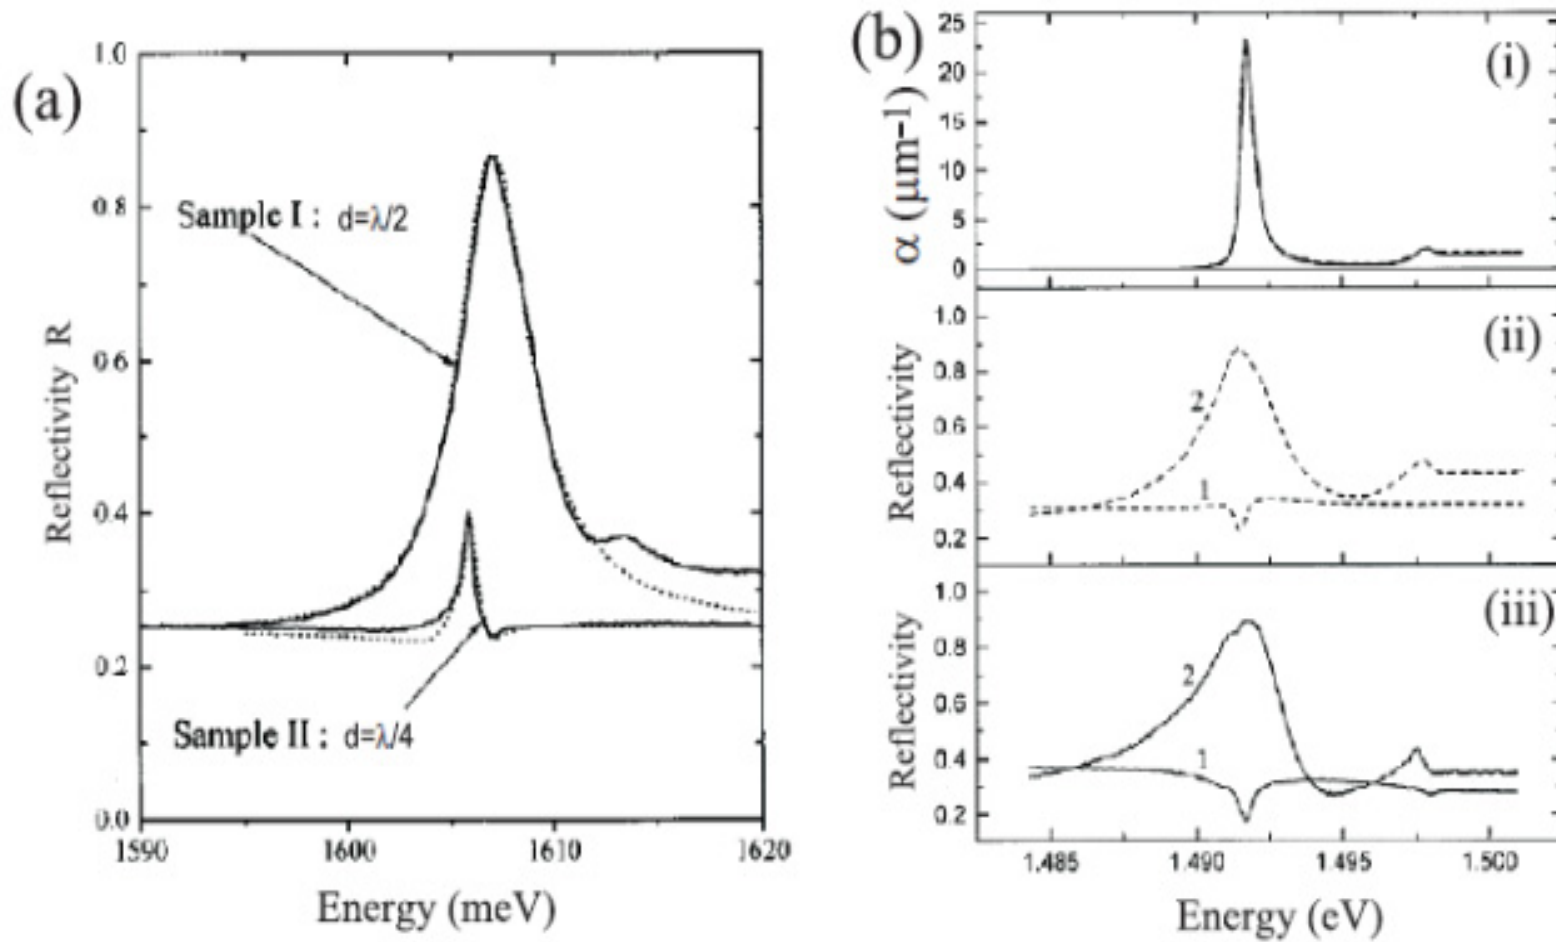 (a)
1.0
0.8
0.6
0.4
0.2
0.0
Reflectivity R
Sample I : d=λ/2
Sample II : d=λ/4
1590 1600 1610 1620
Energy (meV)
(b)
(i)
25
20
15
10
5
0
α (μm-1)
(ii)
1.0
0.8
0.6
0.4
0.2
Reflectivity
2
1
(iii)
1.0
0.8
0.6
0.4
0.2
Reflectivity
2
1
1.485 1.490 1.495 1.500
Energy (eV)